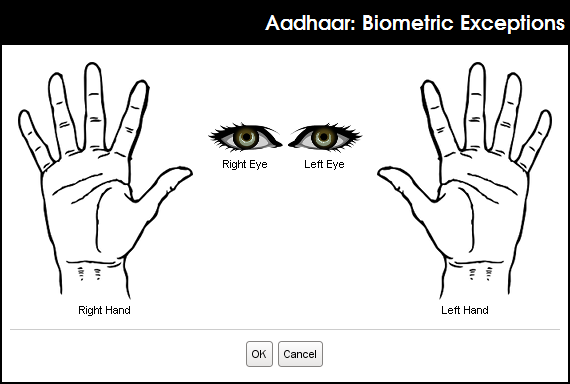 Aadhaar: Biometric Exceptions
Right Eye
Left Eye
Right Hand
Left Hand
OK
Cancel